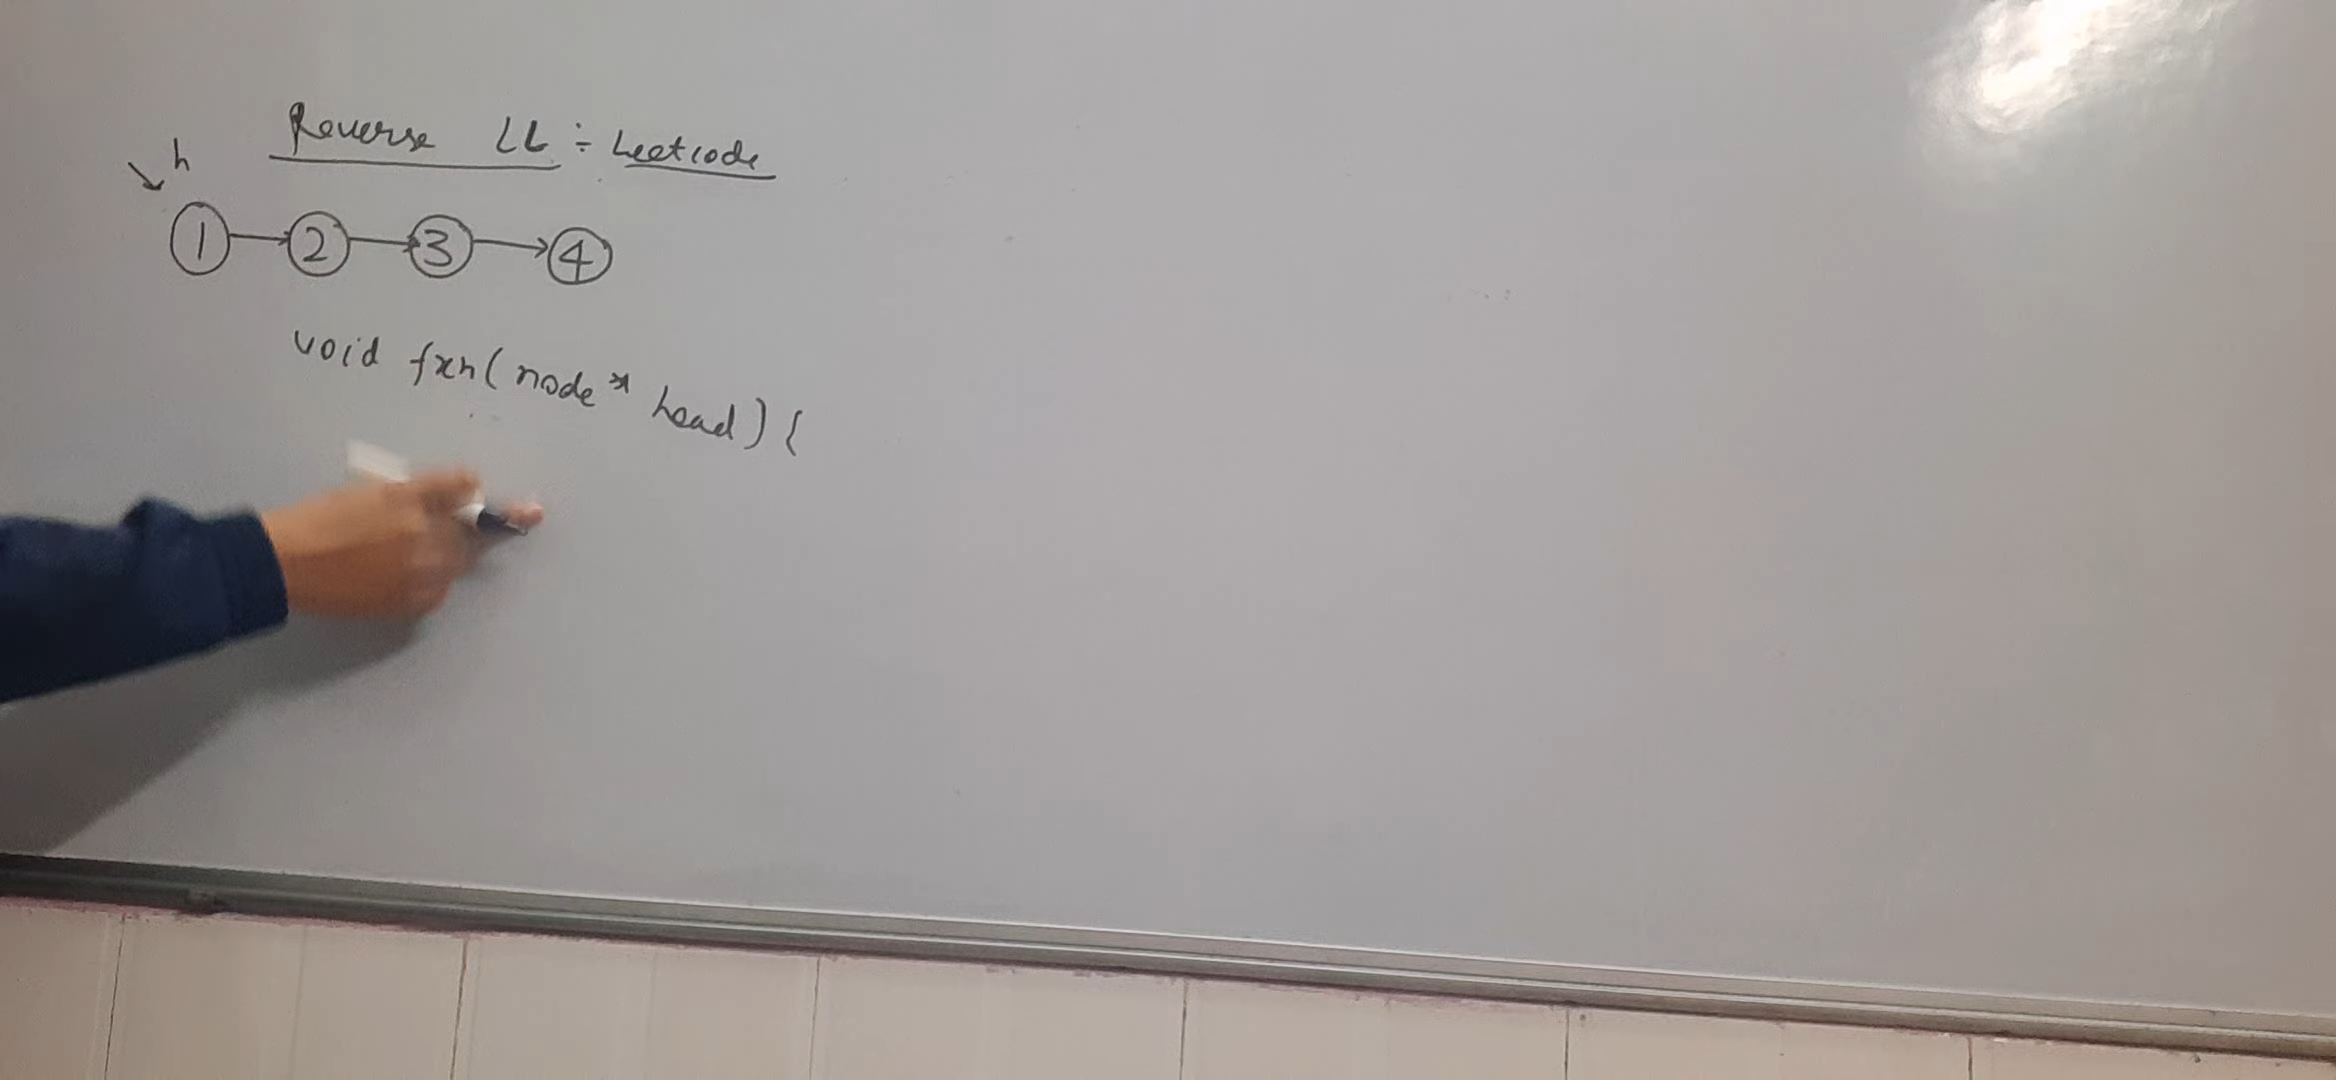 Reverse LL :- Leetcode
h
1 → 2 → 3 → 4
void fxn(node* head) {